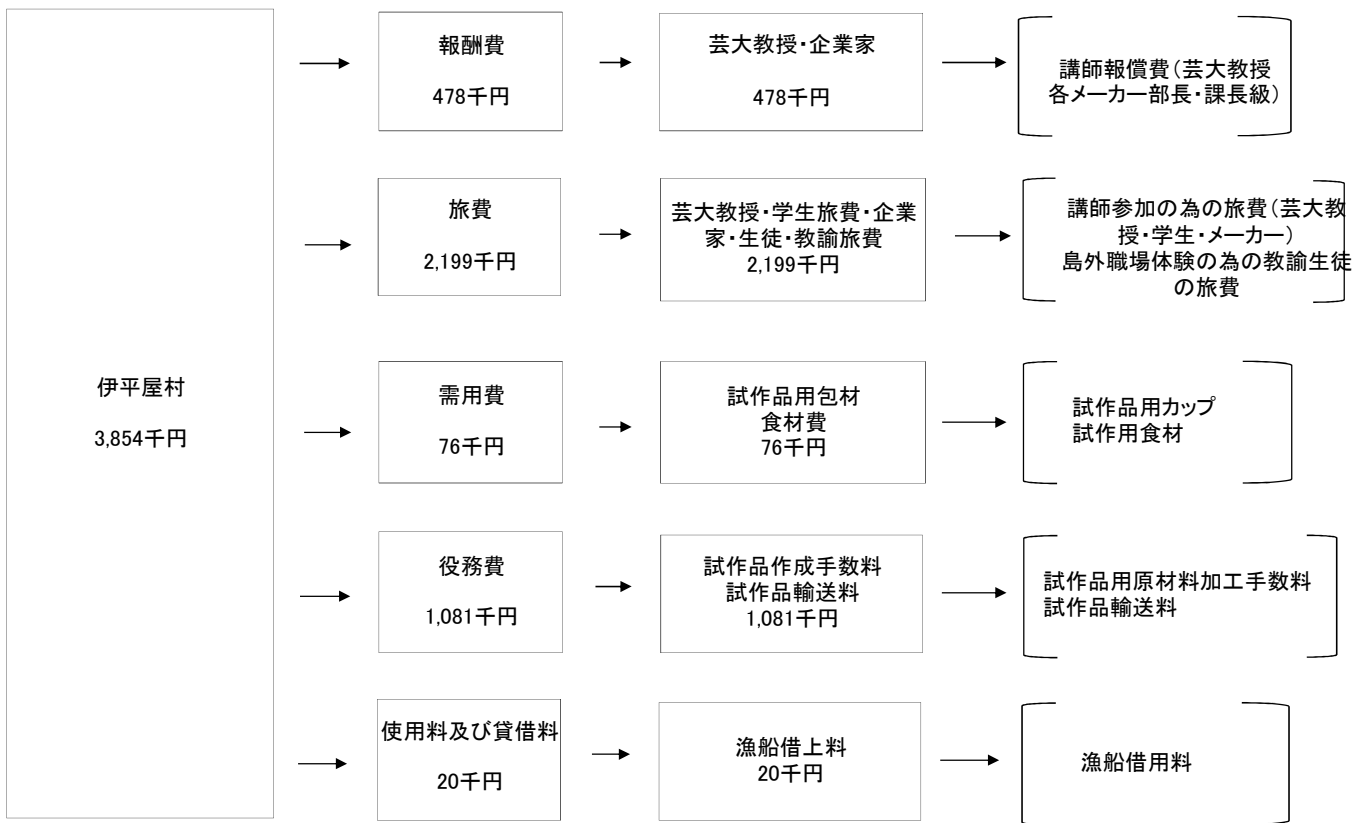 伊平屋村
3,854千円
報酬費
478千円
芸大教授・企業家
478千円
講師報償費（芸大教授
各メーカー部長・課長級）
旅費
2,199千円
芸大教授・学生旅費・企業
家・生徒・教諭旅費
2,199千円
講師参加の為の旅費（芸大教
授・学生・メーカー）
島外職場体験の為の教諭生徒
の旅費
需用費
76千円
試作品用包材
食材費
76千円
試作品用カップ
試作用食材
役務費
1,081千円
試作品作成手数料
試作品輸送料
1,081千円
試作品用原材料加工手数料
試作品輸送料
使用料及び貸借料
20千円
漁船借上料
20千円
漁船借用料